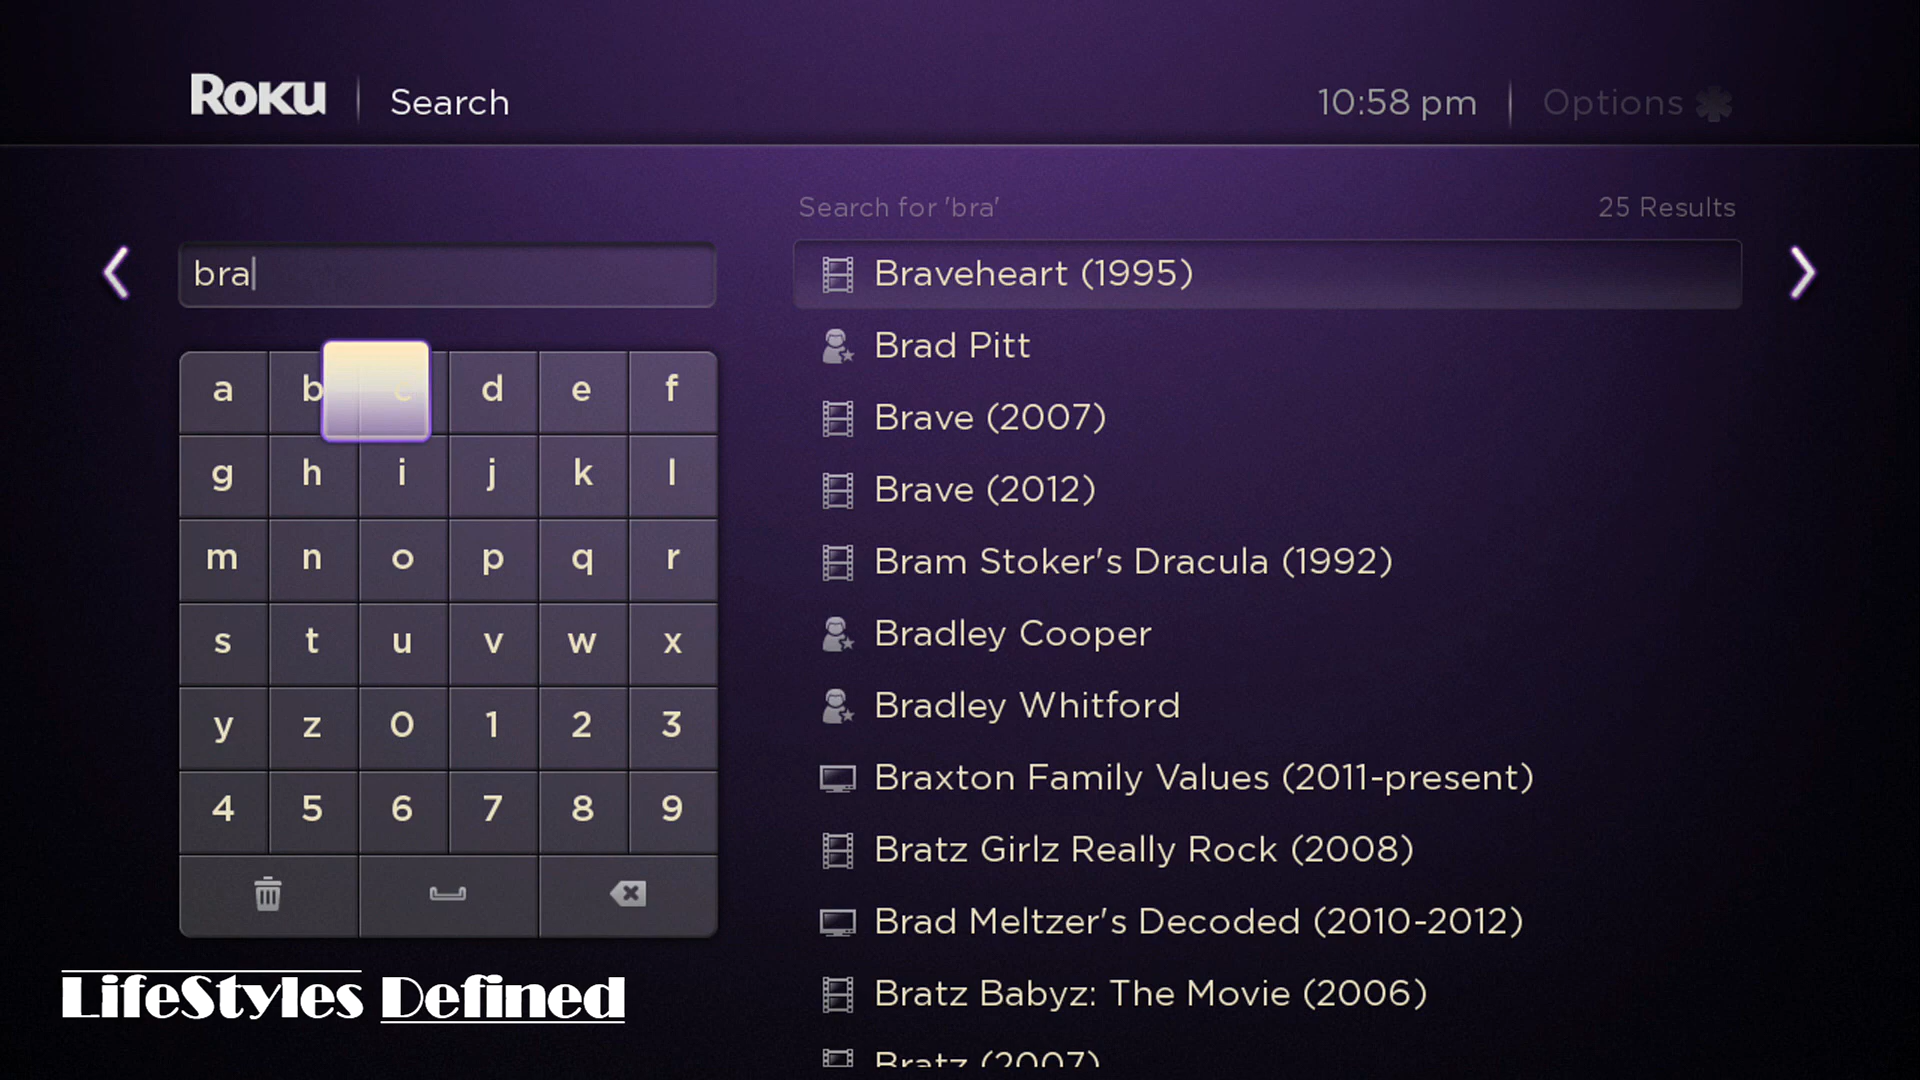 Roku
Search
10:58 pm
Options
Search for 'bra'
25 Results
bra
a b c d e f
g h i j k l
m n o p q r
s t u v w x
y z 0 1 2 3
4 5 6 7 8 9
Braveheart (1995)
Brad Pitt
Brave (2007)
Brave (2012)
Bram Stoker's Dracula (1992)
Bradley Cooper
Bradley Whitford
Braxton Family Values (2011-present)
Bratz Girlz Really Rock (2008)
Brad Meltzer's Decoded (2010-2012)
Bratz Babyz: The Movie (2006)
Bratz (2007)
LifeStyles Defined